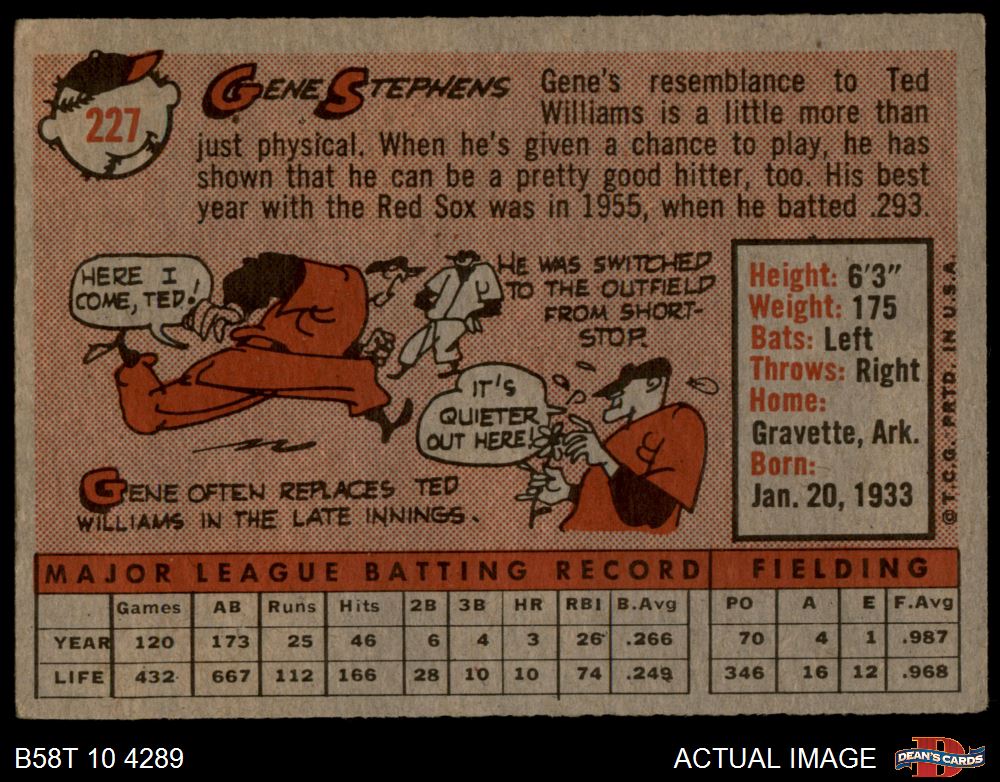 227
GENE STEPHENS
Gene's resemblance to Ted
Williams is a little more than
just physical. When he's given a chance to play, he has
shown that he can be a pretty good hitter, too. His best
year with the Red Sox was in 1955, when he batted .293.
HERE I
COME, TED!
HE WAS SWITCHED
TO THE OUTFIELD
FROM SHORT-
STOP.
IT'S
QUIETER
OUT HERE!
GENE OFTEN REPLACES TED
WILLIAMS IN THE LATE INNINGS.
Height: 6'3"
Weight: 175
Bats: Left
Throws: Right
Home:
Gravette, Ark.
Born:
Jan. 20, 1933
© T.C.G. PRTD. IN U.S.A.
MAJOR LEAGUE BATTING RECORD FIELDING
Games AB Runs Hits 2B 3B HR RBI B.Avg PO A E F.Avg
YEAR 120 173 25 46 6 4 3 26 .266 70 4 1 .987
LIFE 432 667 112 166 28 10 10 74 .249 346 16 12 .968
B58T 10 4289
ACTUAL IMAGE
D
DEAN'S CARDS